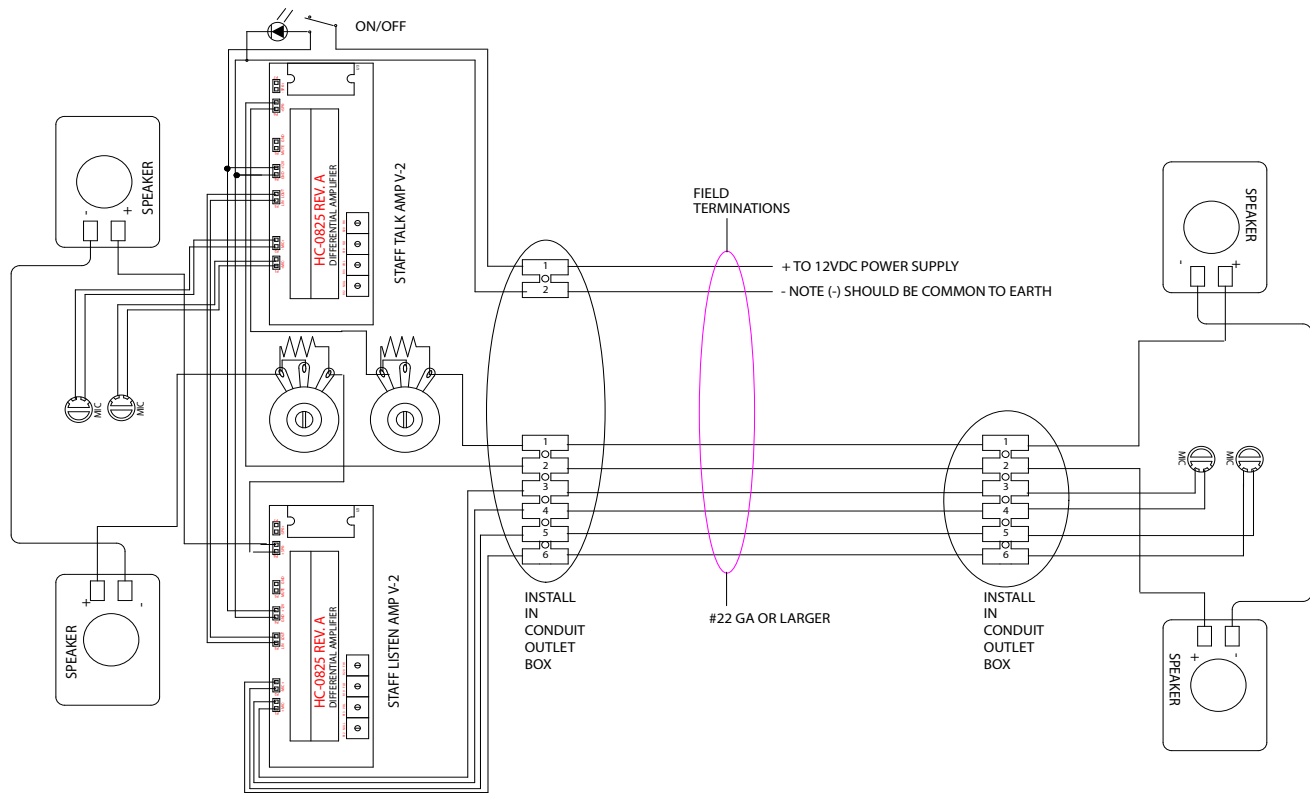 ON/OFF
SPEAKER
-
+
HC-0825 REV. A
DIFFERENTIAL AMPLIFIER
STAFF TALK AMP V-2
MIC
MIC
SPEAKER
+
-
HC-0825 REV. A
DIFFERENTIAL AMPLIFIER
STAFF LISTEN AMP V-2
1
2
1
2
3
4
5
6
INSTALL
IN
CONDUIT
OUTLET
BOX
FIELD
TERMINATIONS
+ TO 12VDC POWER SUPPLY
- NOTE (-) SHOULD BE COMMON TO EARTH
#22 GA OR LARGER
1
2
3
4
5
6
INSTALL
IN
CONDUIT
OUTLET
BOX
SPEAKER
-
+
MIC
MIC
SPEAKER
+
-